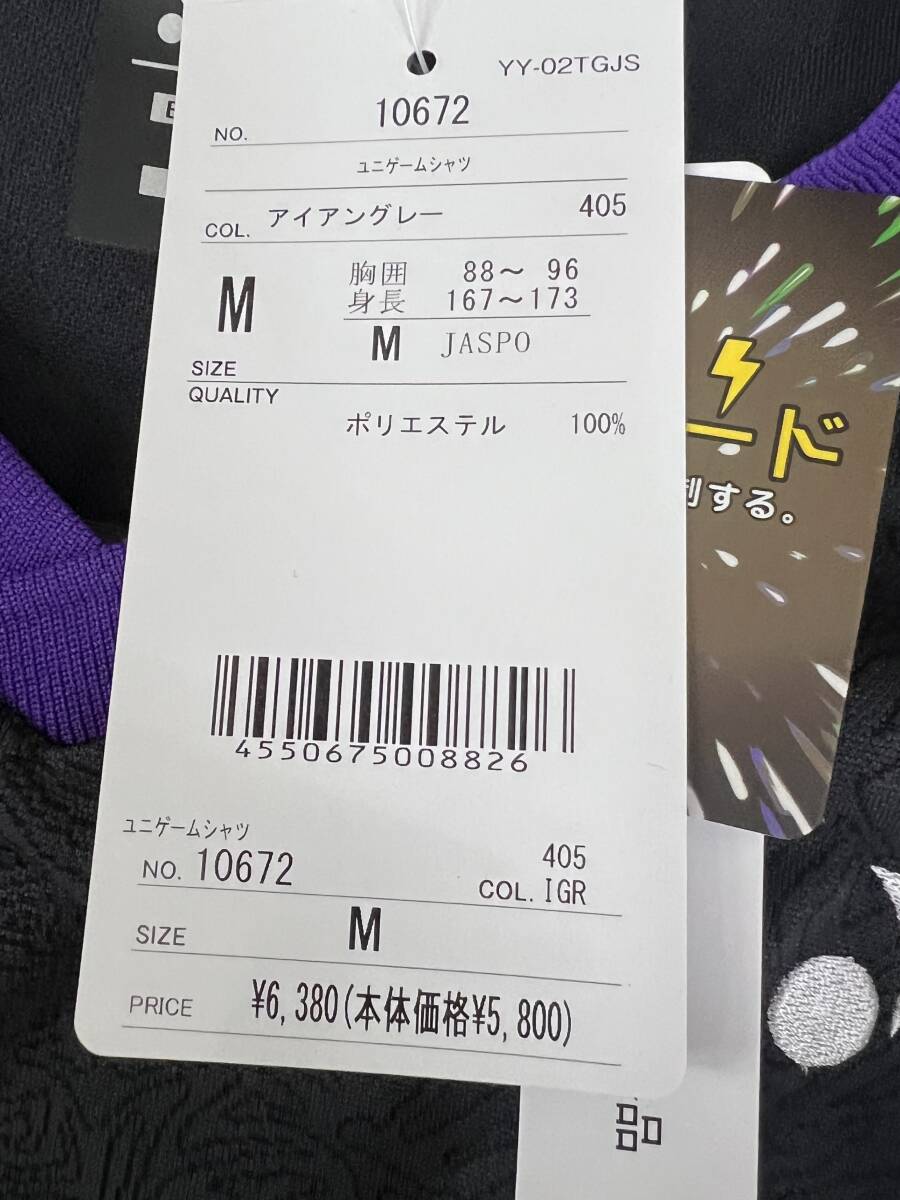 YY-02TGJS
NO. 10672
ユニゲームシャツ
COL. アイアングレー 405
M 胸囲 88〜 96
身長 167〜173
M JASPO
SIZE
QUALITY
ポリエステル 100%
ード
制する。
4550675008826
ユニゲームシャツ
NO. 10672 405
COL. IGR
SIZE M
PRICE ¥6,380(本体価格¥5,800)
品